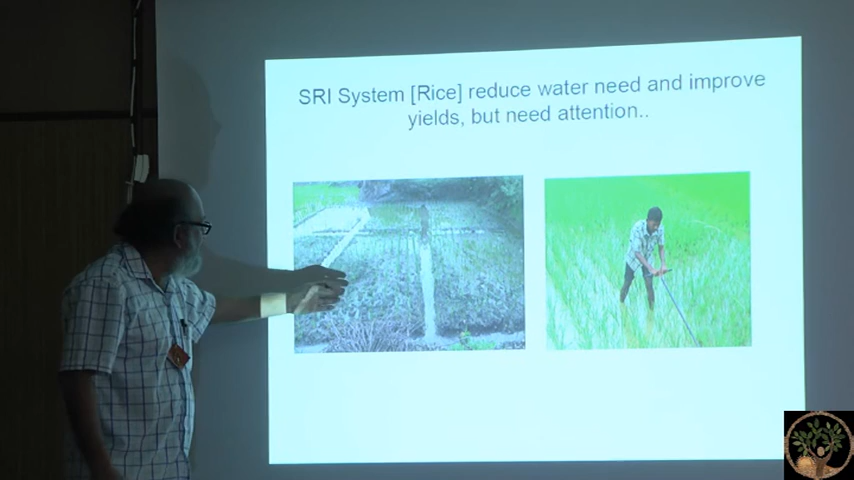 SRI System [Rice] reduce water need and improve
yields, but need attention..